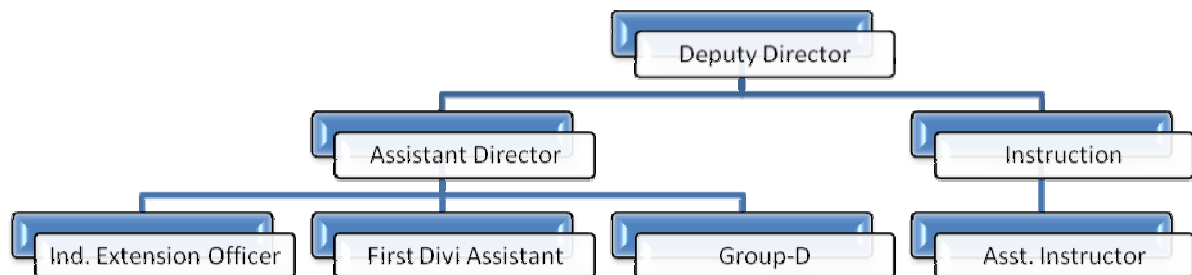 Deputy Director
Assistant Director
Instruction
Ind. Extension Officer
First Divi Assistant
Group-D
Asst. Instructor